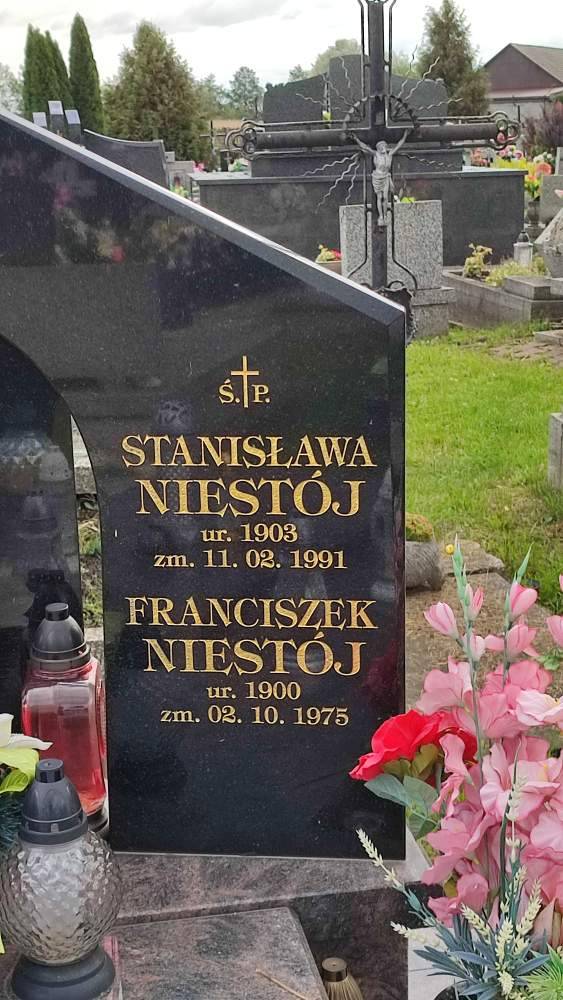 Ś.P.
STANISŁAWA
NIESTÓJ
ur. 1903
zm. 11. 02. 1991
FRANCISZEK
NIESTÓJ
ur. 1900
zm. 02. 10. 1975